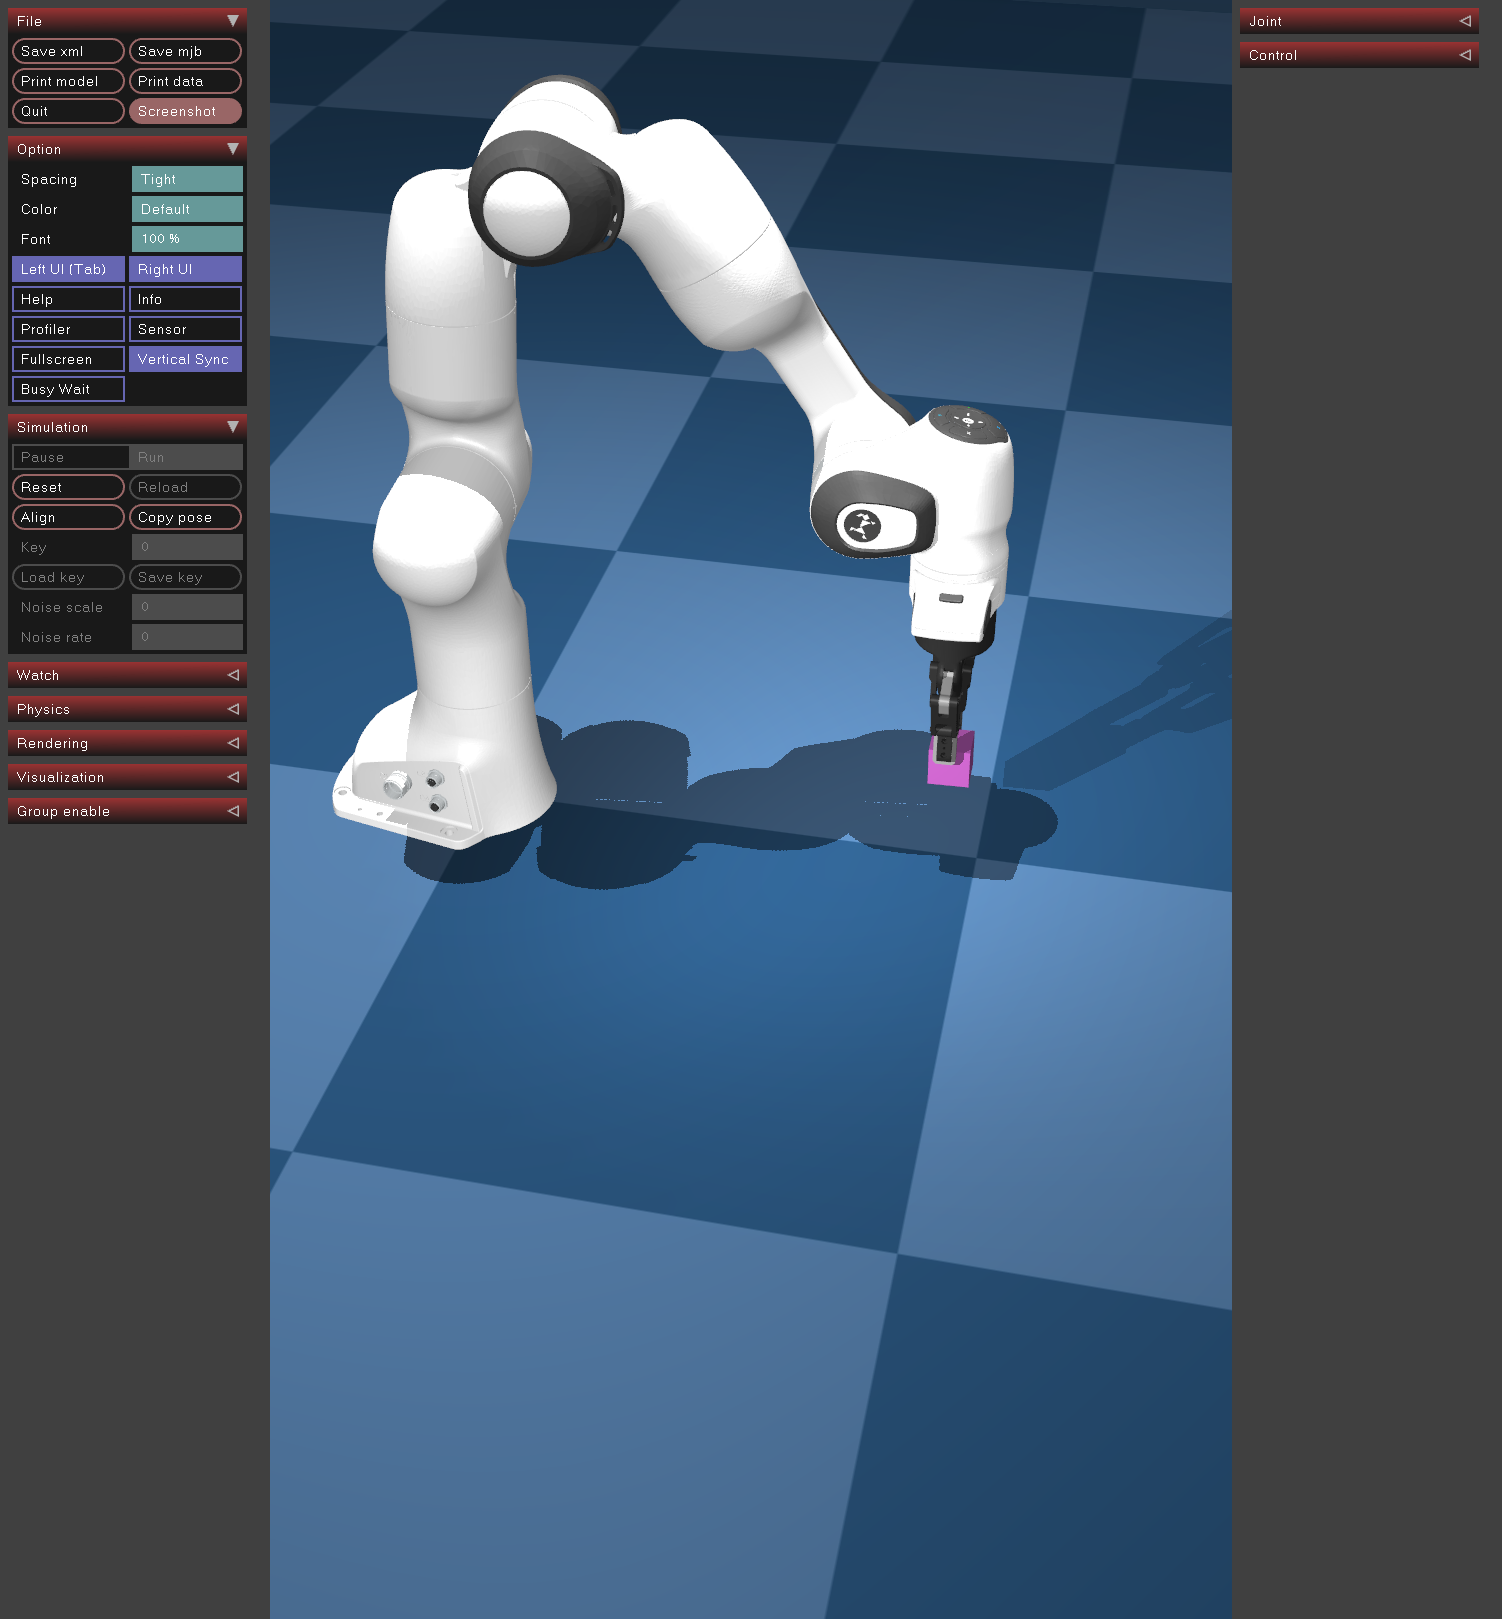 File
Save xml Save mjb
Print model Print data
Quit Screenshot
Option
Spacing Tight
Color Default
Font 100 %
Left UI (Tab) Right UI
Help Info
Profiler Sensor
Fullscreen Vertical Sync
Busy Wait
Simulation
Pause Run
Reset Reload
Align Copy pose
Key 0
Load key Save key
Noise scale 0
Noise rate 0
Watch
Physics
Rendering
Visualization
Group enable
Joint
Control